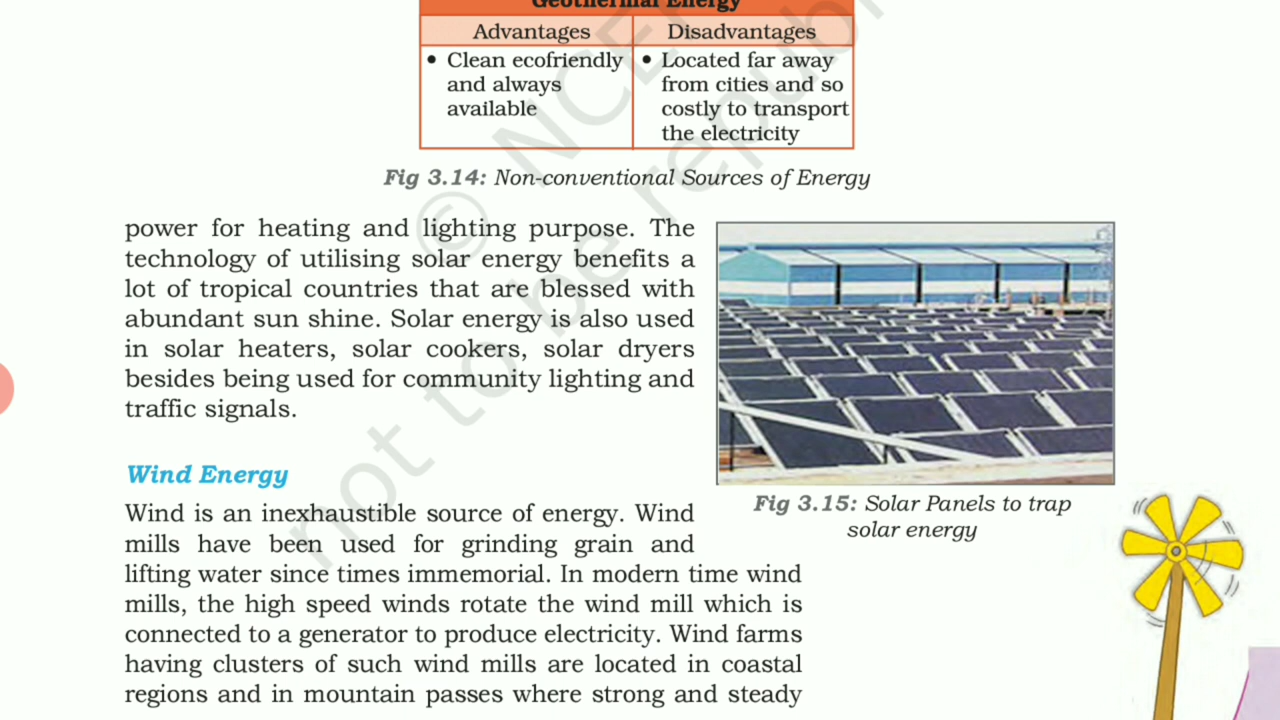 Geothermal Energy
Advantages
Disadvantages
• Clean ecofriendly
and always
available
• Located far away
from cities and so
costly to transport
the electricity
Fig 3.14: Non-conventional Sources of Energy
power for heating and lighting purpose. The
technology of utilising solar energy benefits a
lot of tropical countries that are blessed with
abundant sun shine. Solar energy is also used
in solar heaters, solar cookers, solar dryers
besides being used for community lighting and
traffic signals.
Fig 3.15: Solar Panels to trap
solar energy
Wind Energy
Wind is an inexhaustible source of energy. Wind
mills have been used for grinding grain and
lifting water since times immemorial. In modern time wind
mills, the high speed winds rotate the wind mill which is
connected to a generator to produce electricity. Wind farms
having clusters of such wind mills are located in coastal
regions and in mountain passes where strong and steady
© NCE
not to be republ